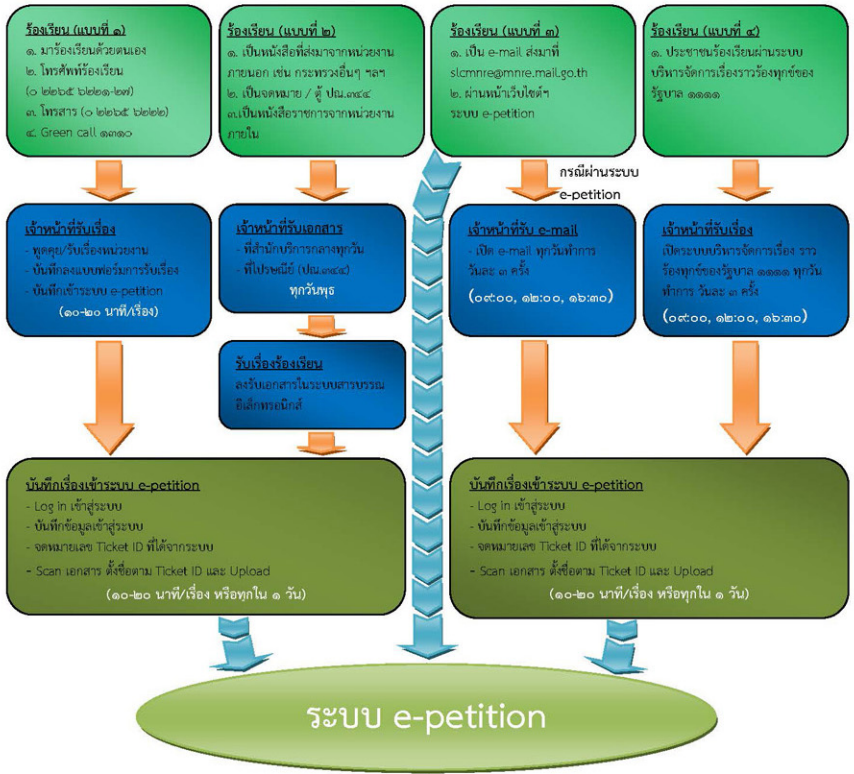 ร้องเรียน (แบบที่ ๑)
๑. มาร้องเรียนด้วยตนเอง
๒. โทรศัพท์ร้องเรียน
(๐ ๒๒๖๕ ๖๒๒๑-๒๗)
๓. โทรสาร (๐ ๒๒๖๕ ๖๒๒๒)
๔. Green call ๑๓๑๐
ร้องเรียน (แบบที่ ๒)
๑. เป็นหนังสือที่ส่งมาจากหน่วยงาน
ภายนอก เช่น กระทรวงอื่นๆ ฯลฯ
๒. เป็นจดหมาย / ตู้ ปณ.๓๔๔
๓.เป็นหนังสือราชการจากหน่วยงาน
ภายใน
ร้องเรียน (แบบที่ ๓)
๑. เป็น e-mail ส่งมาที่
slcmnre@mnre.mail.go.th
๒. ผ่านหน้าเว็บไซต์ฯ
ระบบ e-petition
ร้องเรียน (แบบที่ ๔)
๑. ประชาชนร้องเรียนผ่านระบบ
บริหารจัดการเรื่องราวร้องทุกข์ของ
รัฐบาล ๑๑๑๑
กรณีผ่านระบบ
e-petition
เจ้าหน้าที่รับเรื่อง
- พูดคุย/รับเรื่องหน่วยงาน
- บันทึกลงแบบฟอร์มการรับเรื่อง
- บันทึกเข้าระบบ e-petition
(๑๐-๒๐ นาที/เรื่อง)
เจ้าหน้าที่รับเอกสาร
- ที่สำนักบริการกลางทุกวัน
- ที่ไปรษณีย์ (ปณ.๓๔๔)
ทุกวันพุธ
เจ้าหน้าที่รับ e-mail
- เปิด e-mail ทุกวันทำการ
วันละ ๓ ครั้ง
(๐๙:๐๐, ๑๒:๐๐, ๑๖:๓๐)
เจ้าหน้าที่รับเรื่อง
เปิดระบบบริหารจัดการเรื่อง ราว
ร้องทุกข์ของรัฐบาล ๑๑๑๑ ทุกวัน
ทำการ วันละ ๓ ครั้ง
(๐๙:๐๐, ๑๒:๐๐, ๑๖:๓๐)
รับเรื่องร้องเรียน
ลงรับเอกสารในระบบสารบรรณ
อิเล็กทรอนิกส์
บันทึกเรื่องเข้าระบบ e-petition
- Log in เข้าสู่ระบบ
- บันทึกข้อมูลเข้าสู่ระบบ
- จดหมายเลข Ticket ID ที่ได้จากระบบ
- Scan เอกสาร ตั้งชื่อตาม Ticket ID และ Upload
(๑๐-๒๐ นาที/เรื่อง หรือทุกใน ๑ วัน)
บันทึกเรื่องเข้าระบบ e-petition
- Log in เข้าสู่ระบบ
- บันทึกข้อมูลเข้าสู่ระบบ
- จดหมายเลข Ticket ID ที่ได้จากระบบ
- Scan เอกสาร ตั้งชื่อตาม Ticket ID และ Upload
(๑๐-๒๐ นาที/เรื่อง หรือทุกใน ๑ วัน)
ระบบ e-petition